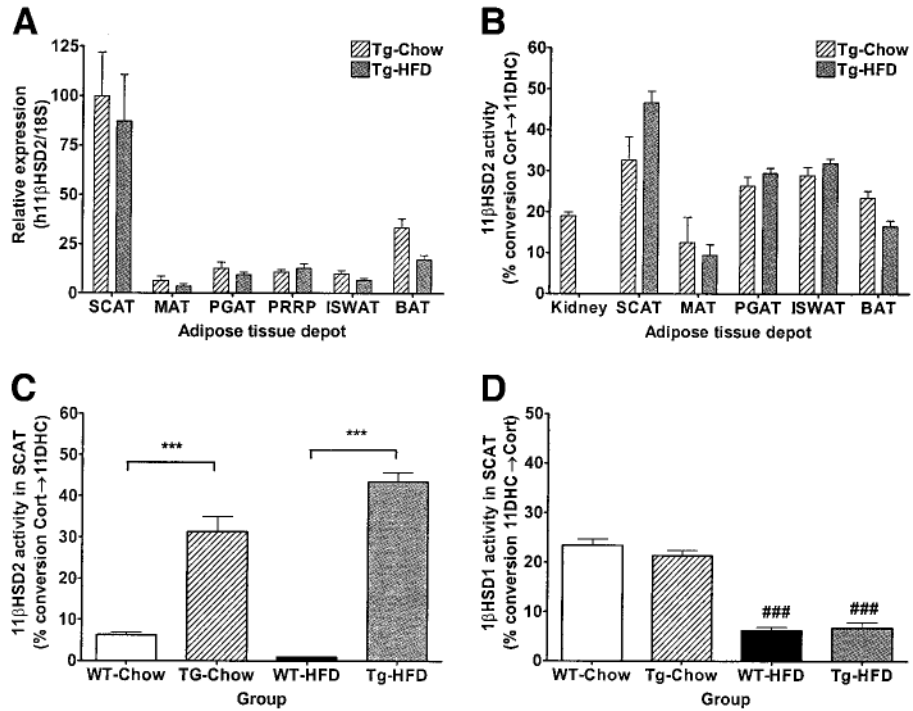 A
Relative expression
(h11βHSD2/18S)
125
100
75
50
25
0
Tg-Chow
Tg-HFD
SCAT MAT PGAT PRRP ISWAT BAT
Adipose tissue depot
B
11βHSD2 activity
(% conversion Cort→11DHC)
60
50
40
30
20
10
0
Tg-Chow
Tg-HFD
Kidney SCAT MAT PGAT ISWAT BAT
Adipose tissue depot
C
11βHSD2 activity in SCAT
(% conversion Cort→11DHC)
60
50
40
30
20
10
0
*** ***
WT-Chow TG-Chow WT-HFD Tg-HFD
Group
D
1βHSD1 activity in SCAT
(% conversion 11DHC→Cort)
50
40
30
20
10
0
### ###
WT-Chow Tg-Chow WT-HFD Tg-HFD
Group